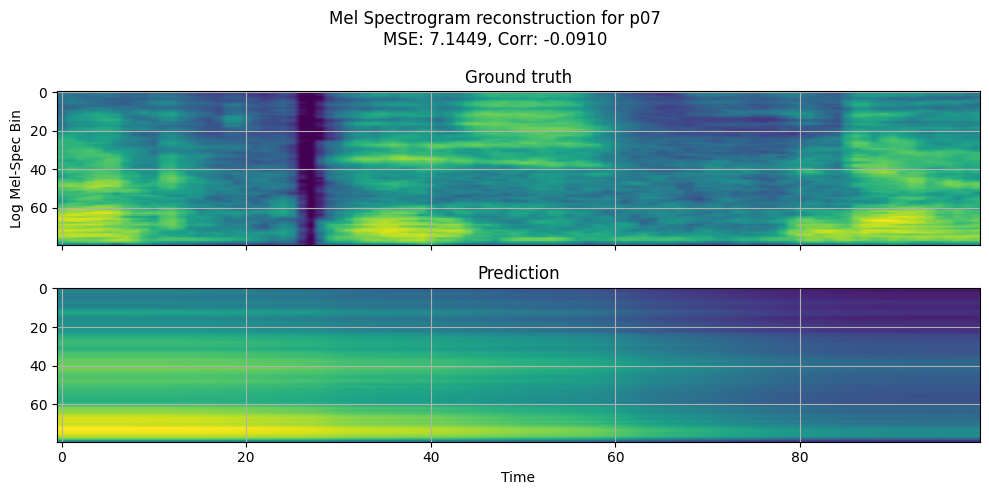 Mel Spectrogram reconstruction for p07
MSE: 7.1449, Corr: -0.0910
Ground truth
0
20
40
60
Log Mel-Spec Bin
Prediction
0
20
40
60
0 20 40 60 80
Time